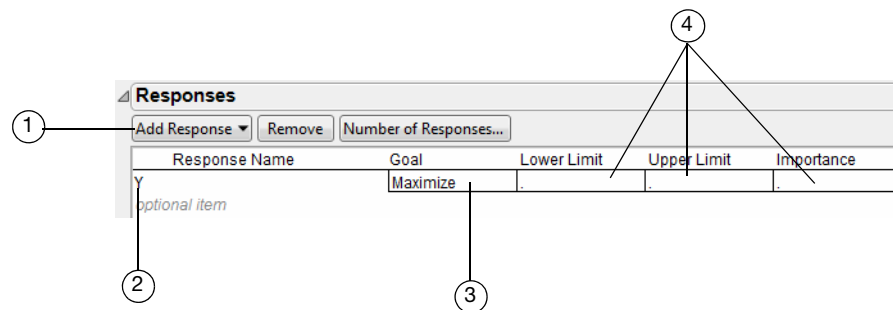 4
Responses
1
Add Response Remove Number of Responses...
Response Name Goal Lower Limit Upper Limit Importance
Y Maximize . . .
optional item
2
3